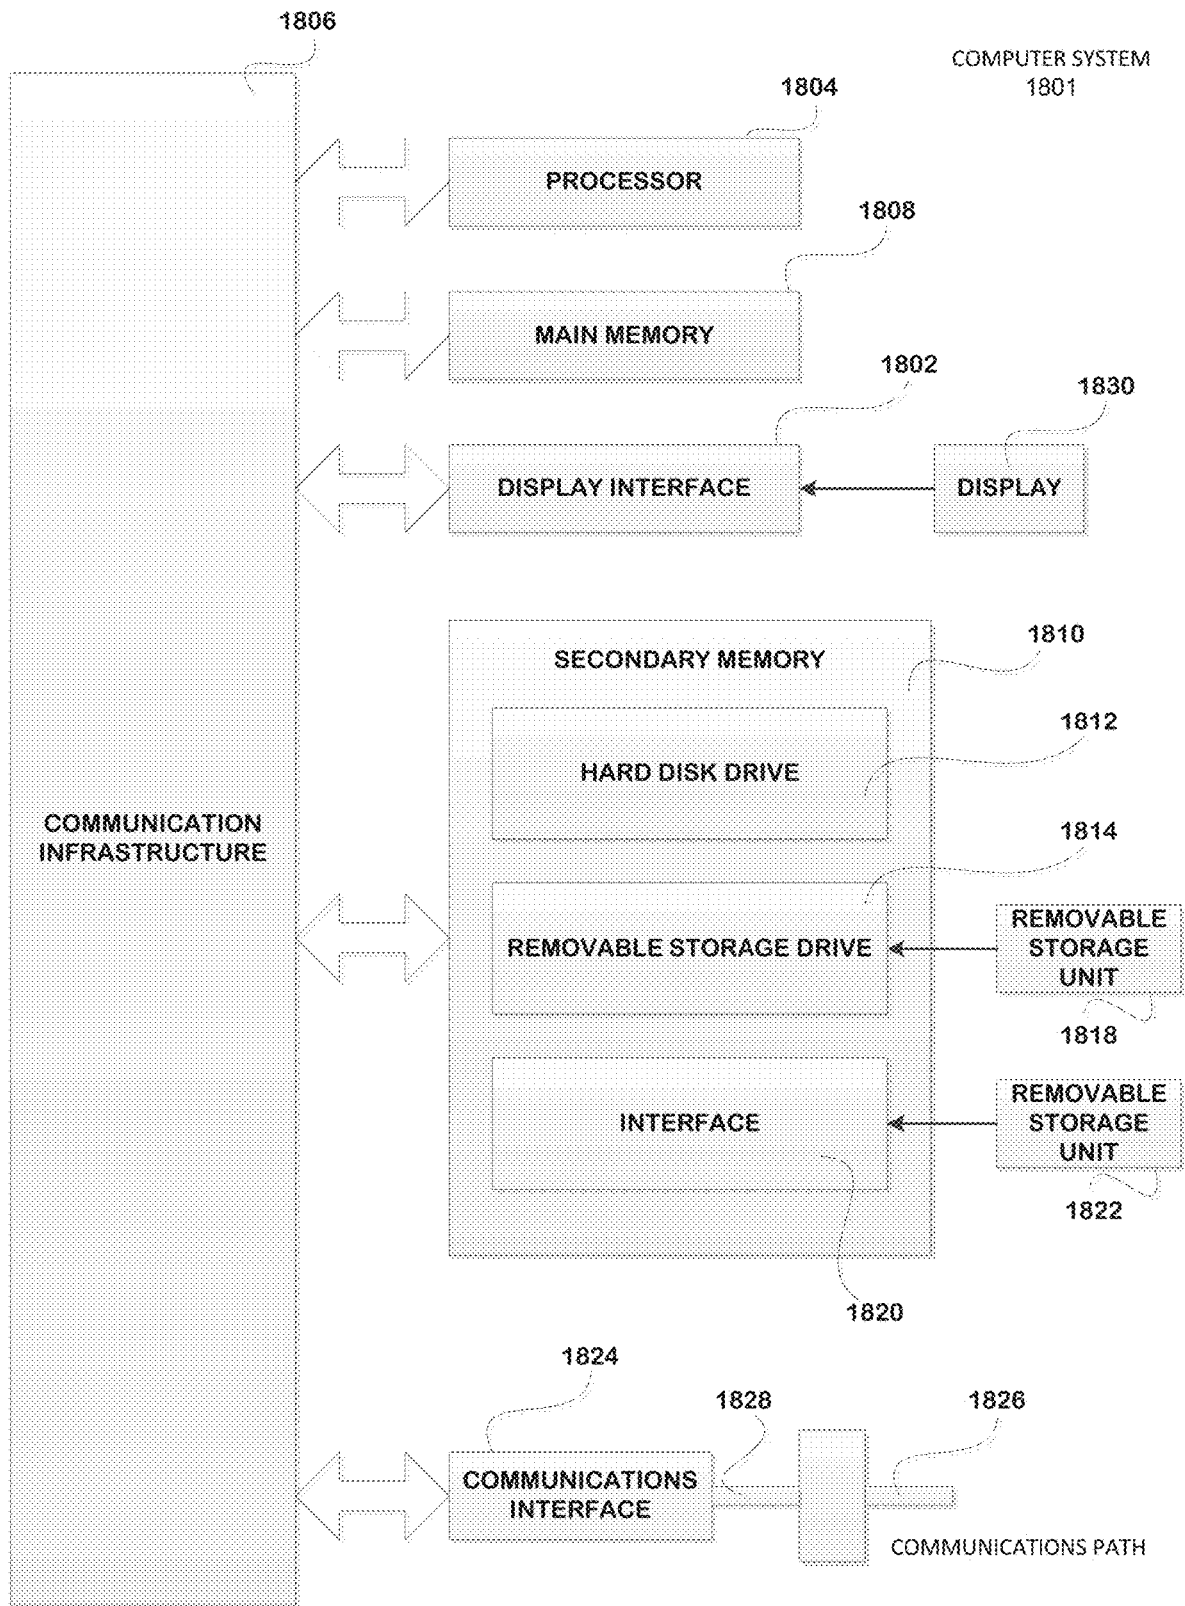 1806
COMPUTER SYSTEM
1801
1804
PROCESSOR
1808
MAIN MEMORY
1802
1830
DISPLAY INTERFACE
DISPLAY
1810
SECONDARY MEMORY
1812
HARD DISK DRIVE
COMMUNICATION
INFRASTRUCTURE
1814
REMOVABLE STORAGE DRIVE
REMOVABLE
STORAGE
UNIT
1818
INTERFACE
REMOVABLE
STORAGE
UNIT
1822
1820
1824
1828
1826
COMMUNICATIONS
INTERFACE
COMMUNICATIONS PATH